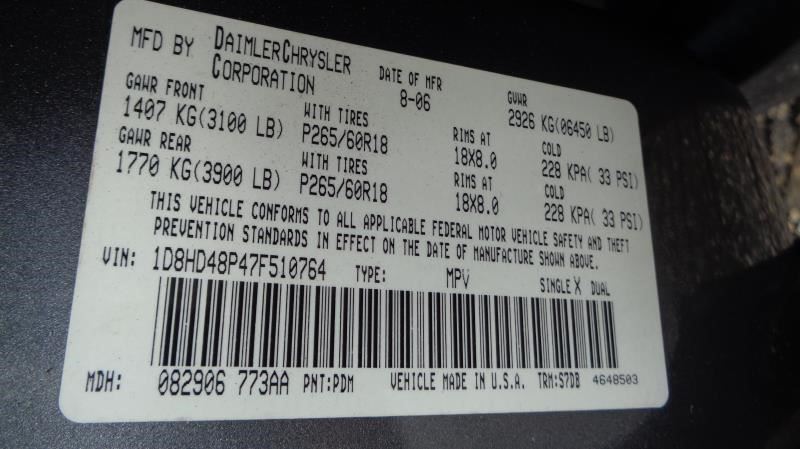 MFD BY DAIMLERCHRYSLER CORPORATION DATE OF MFR 8-06 GVWR 2926 KG(06450 LB)
GAWR FRONT WITH TIRES RIMS AT COLD
1407 KG(3100 LB) P265/60R18 18X8.0 228 KPA( 33 PSI)
GAWR REAR WITH TIRES RIMS AT COLD
1770 KG(3900 LB) P265/60R18 18X8.0 228 KPA( 33 PSI)
THIS VEHICLE CONFORMS TO ALL APPLICABLE FEDERAL MOTOR VEHICLE SAFETY AND THEFT
PREVENTION STANDARDS IN EFFECT ON THE DATE OF MANUFACTURE SHOWN ABOVE.
VIN: 1D8HD48P47F510764 TYPE: MPV SINGLE X DUAL
MDH: 082906 773AA PNT:PDM VEHICLE MADE IN U.S.A. TRM:S7DB 4648503